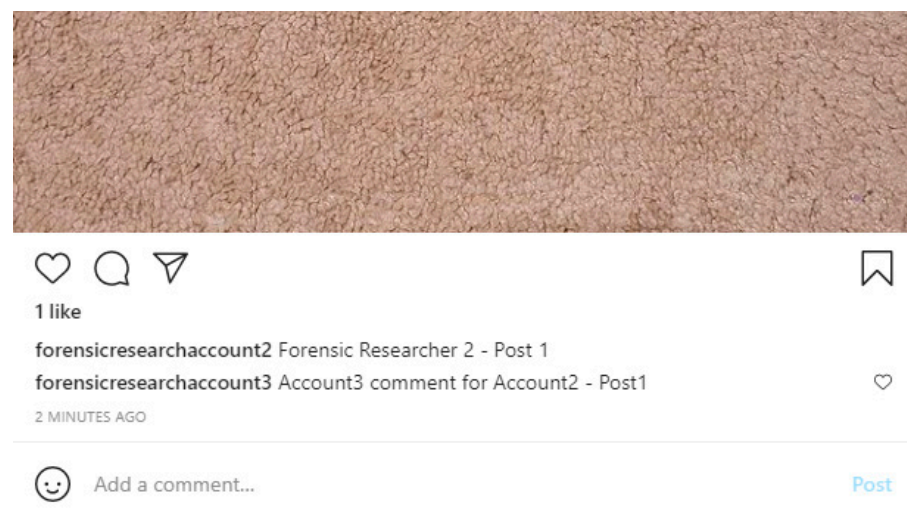 1 like
forensicresearchaccount2 Forensic Researcher 2 - Post 1
forensicresearchaccount3 Account3 comment for Account2 - Post1
2 MINUTES AGO
Add a comment...
Post